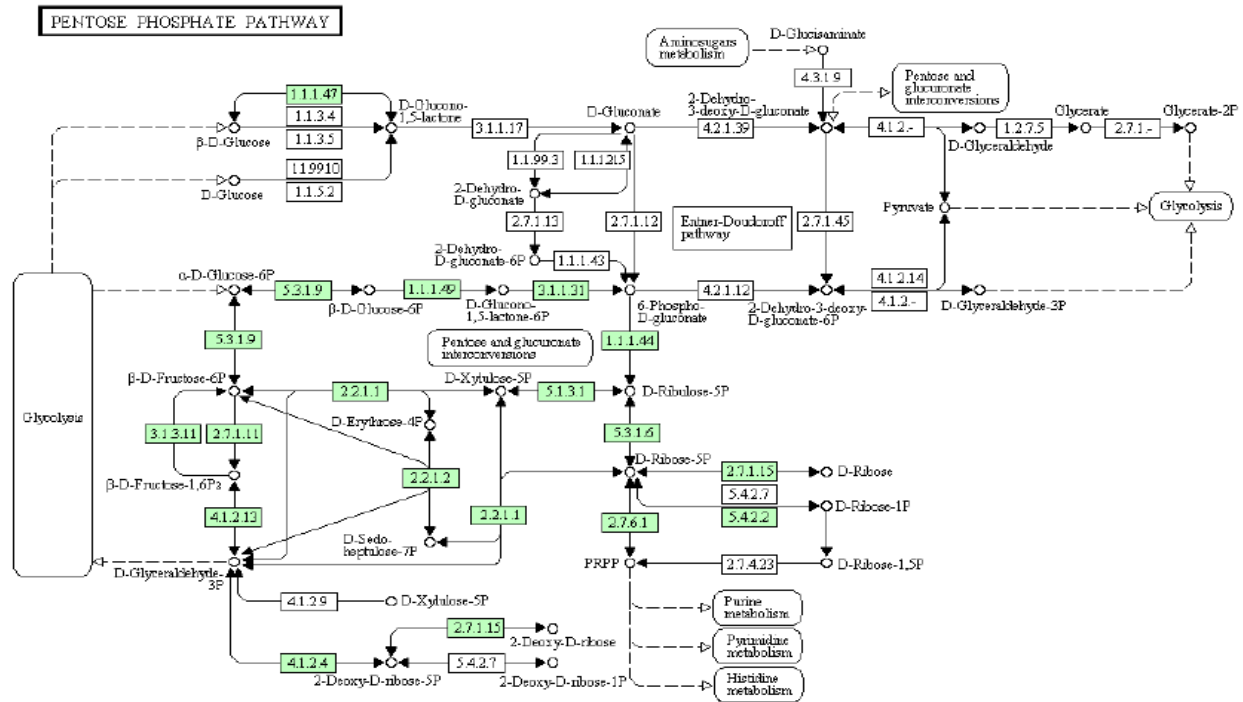 PENTOSE PHOSPHATE PATHWAY
Aminosugars
metabolism
D-Glucisaminate
4.3.1.9
Pentose and
glucuronate
interconversions
1.1.1.47
1.1.3.4
1.1.3.5
β-D-Glucose
D-Glucono-
1,5-lactone
3.1.1.17
D-Gluconate
4.2.1.39
2-Dehydro-
3-deoxy-D-gluconate
4.1.2.-
D-Glyceraldehyde
1.2.7.5
Glycerate
2.7.1.-
Glycerate-2P
1.1.99.10
1.1.5.2
D-Glucose
1.1.99.3
1.1.1.215
2-Dehydro-
D-gluconate
2.7.1.13
2.7.1.12
Entner-Doudoroff
pathway
2.7.1.45
Pyruvate
Glycolysis
2-Dehydro-
D-gluconate-6P
1.1.1.43
α-D-Glucose-6P
5.3.1.9
β-D-Glucose-6P
1.1.1.49
D-Glucono-
1,5-lactone-6P
3.1.1.31
6-Phospho-
D-gluconate
4.2.1.12
2-Dehydro-3-deoxy-
D-gluconate-6P
4.1.2.14
4.1.2.-
D-Glyceraldehyde-3P
5.3.1.9
Pentose and glucuronate
interconversions
1.1.1.44
β-D-Fructose-6P
2.2.1.1
D-Xylulose-5P
5.1.3.1
D-Ribulose-5P
Glycolysis
3.1.3.11
2.7.1.11
D-Erythrose-4P
5.3.1.6
β-D-Fructose-1,6P2
2.2.1.2
D-Ribose-5P
2.7.1.15
D-Ribose
5.4.2.7
5.4.2.2
D-Ribose-1P
4.1.2.13
2.2.1.1
2.7.6.1
D-Sedo-
heptulose-7P
D-Glyceraldehyde-
3P
PRPP
2.7.4.23
D-Ribose-1,5P
4.1.2.9
D-Xylulose-5P
Purine
metabolism
2.7.1.15
2-Deoxy-D-ribose
Pyrimidine
metabolism
4.1.2.4
2-Deoxy-D-ribose-5P
5.4.2.7
2-Deoxy-D-ribose-1P
Histidine
metabolism